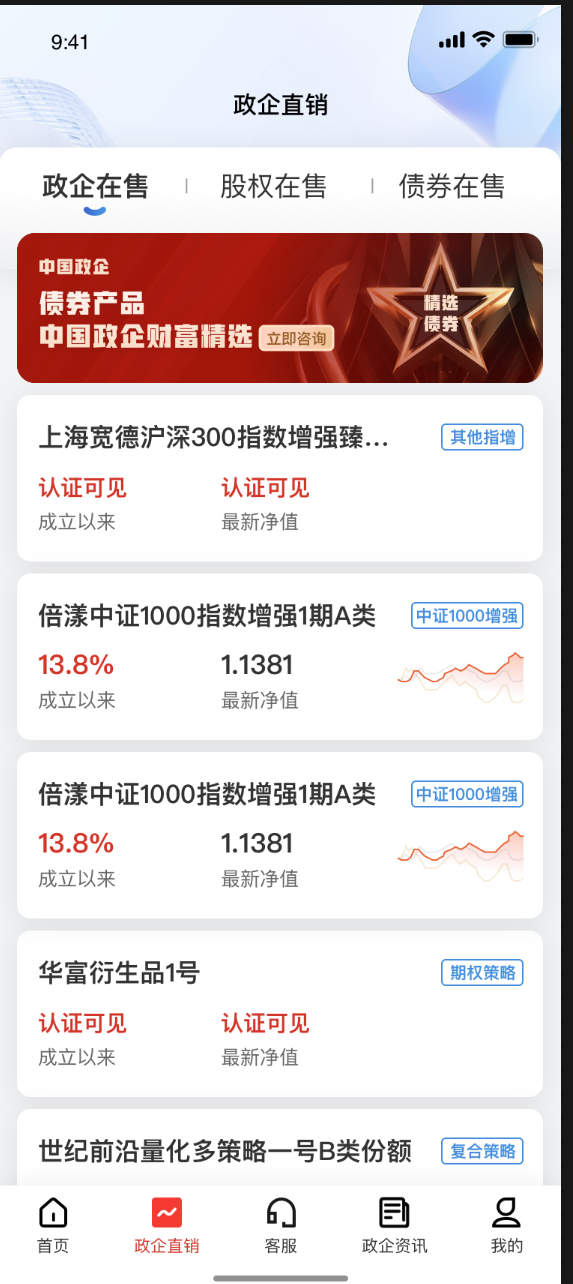 9:41
政企直销
政企在售 | 股权在售 | 债券在售
中国政企
债券产品
中国政企财富精选 立即咨询
精选
债券
上海宽德沪深300指数增强臻... 其他指增
认证可见 认证可见
成立以来 最新净值
倍漾中证1000指数增强1期A类 中证1000增强
13.8% 1.1381
成立以来 最新净值
倍漾中证1000指数增强1期A类 中证1000增强
13.8% 1.1381
成立以来 最新净值
华富衍生品1号 期权策略
认证可见 认证可见
成立以来 最新净值
世纪前沿量化多策略一号B类份额 复合策略
首页 政企直销 客服 政企资讯 我的